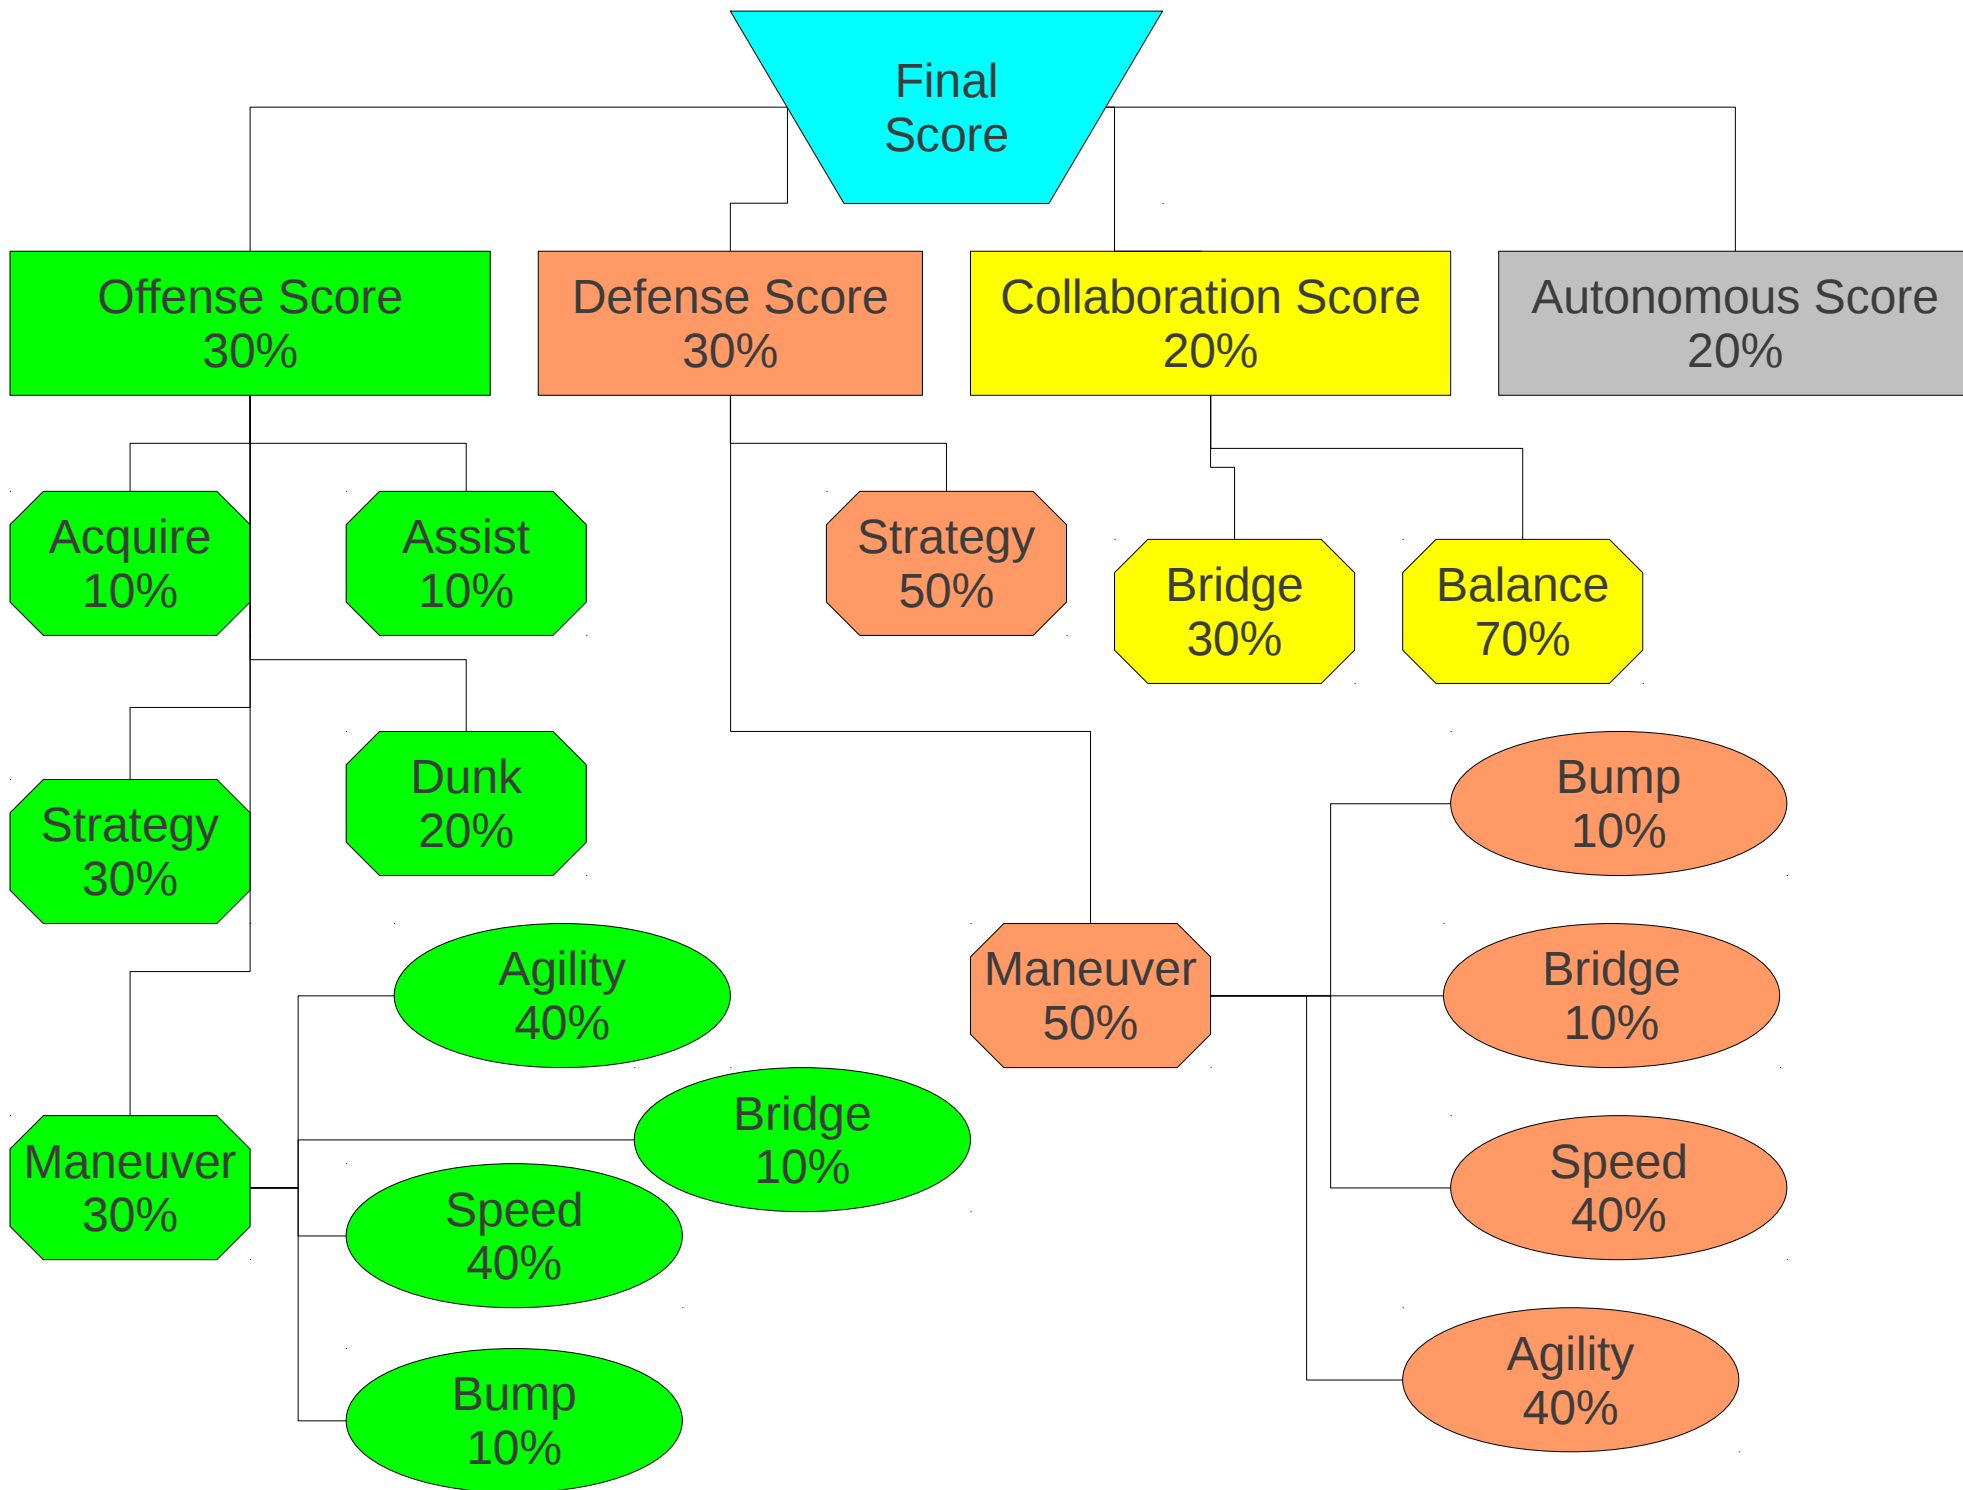 Final
Score
Offense Score
30%
Defense Score
30%
Collaboration Score
20%
Autonomous Score
20%
Acquire
10%
Assist
10%
Strategy
50%
Bridge
30%
Balance
70%
Strategy
30%
Dunk
20%
Bump
10%
Agility
40%
Maneuver
50%
Bridge
10%
Maneuver
30%
Bridge
10%
Speed
40%
Speed
40%
Bump
10%
Agility
40%